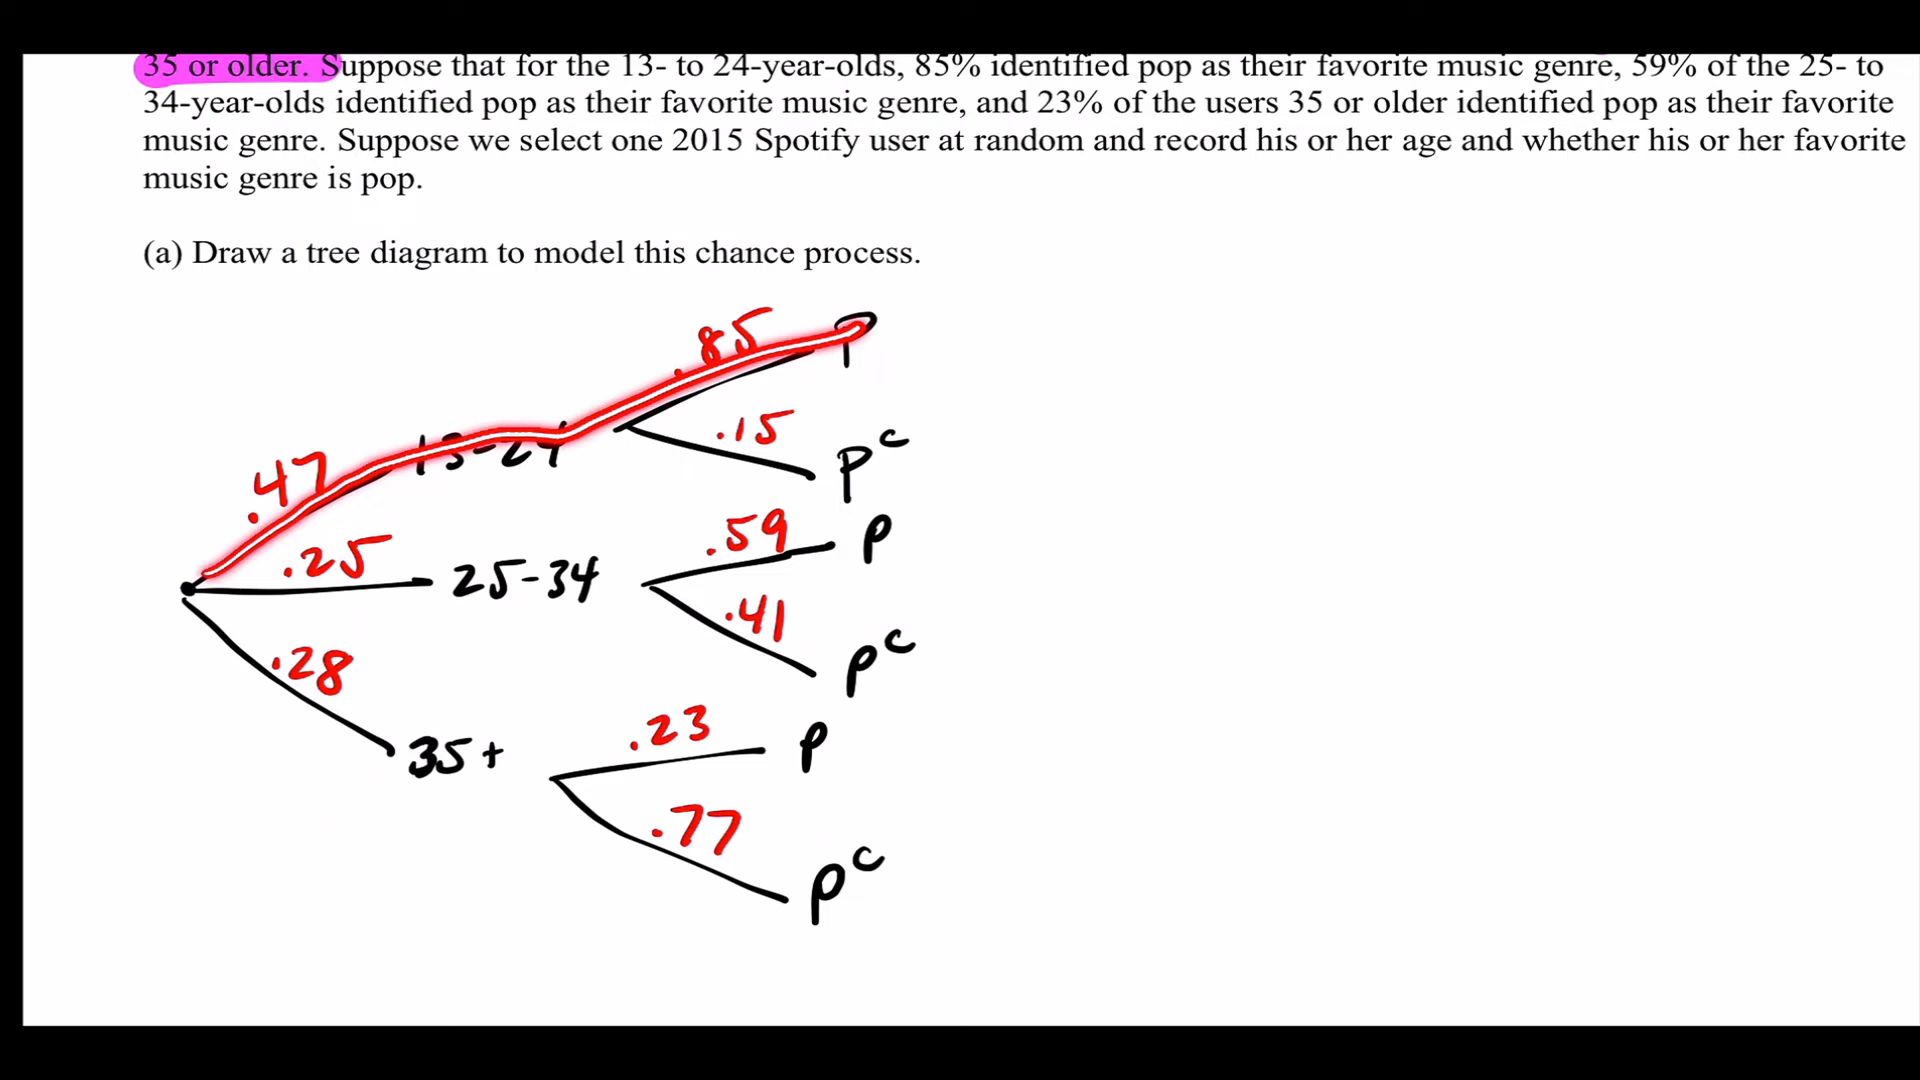 35 or older. Suppose that for the 13- to 24-year-olds, 85% identified pop as their favorite music genre, 59% of the 25- to
34-year-olds identified pop as their favorite music genre, and 23% of the users 35 or older identified pop as their favorite
music genre. Suppose we select one 2015 Spotify user at random and record his or her age and whether his or her favorite
music genre is pop.
(a) Draw a tree diagram to model this chance process.
.85 P
.47 13-24 .15 P^C
.59 P
.25 25-34
.41 P^C
.28
.23 P
35+
.77
P^C